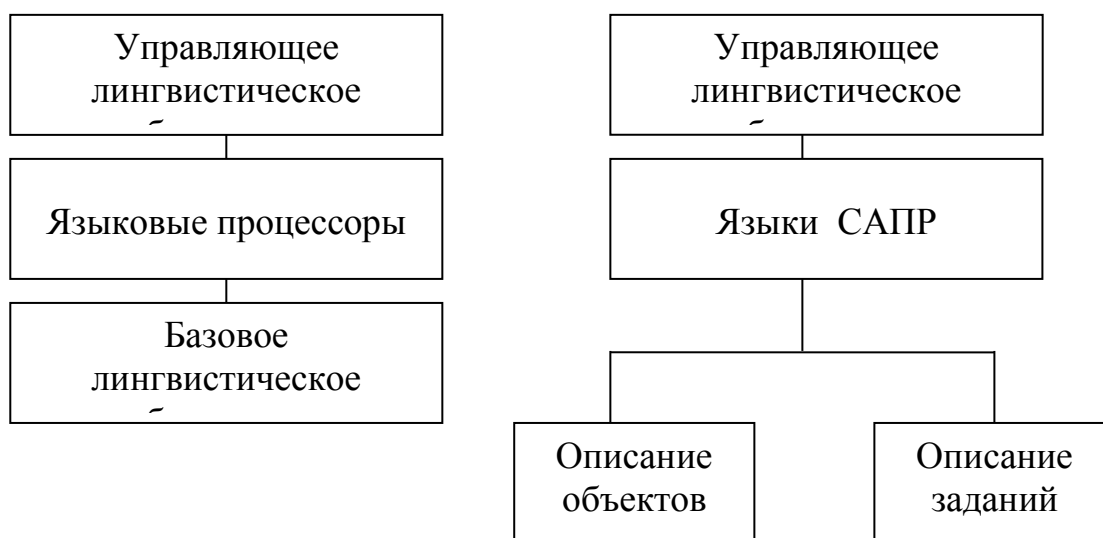 Управляющее
лингвистическое
Языковые процессоры
Базовое
лингвистическое
Управляющее
лингвистическое
Языки САПР
Описание
объектов
Описание
заданий